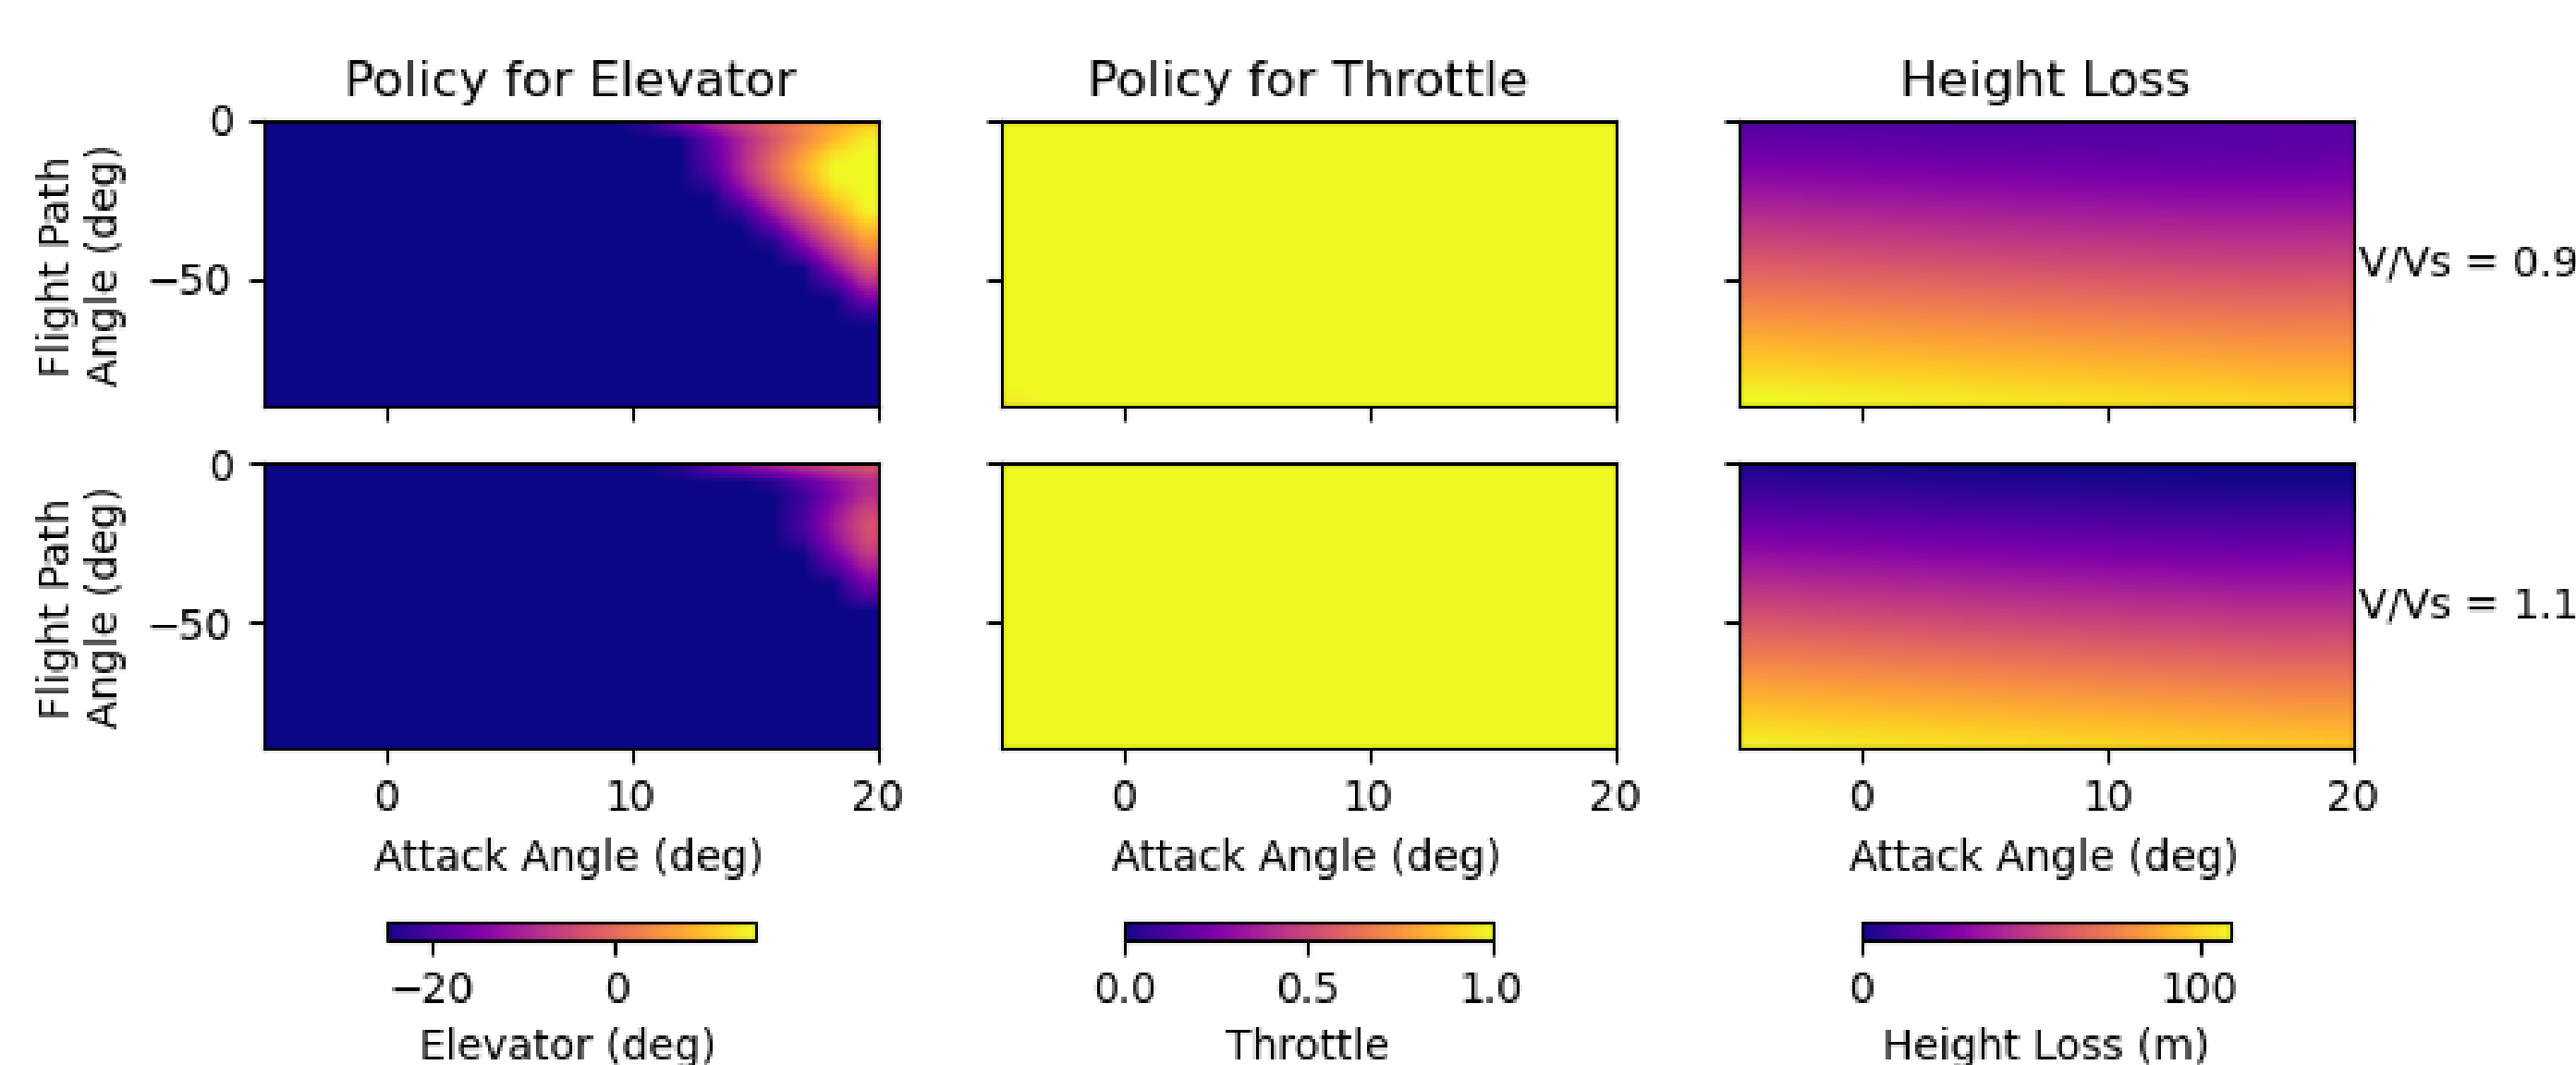 Policy for Elevator
Policy for Throttle
Height Loss
Flight Path
Angle (deg)
0
−50
V/Vs = 0.9
Flight Path
Angle (deg)
0
−50
V/Vs = 1.1
0 10 20
0 10 20
0 10 20
Attack Angle (deg)
Attack Angle (deg)
Attack Angle (deg)
−20 0
0.0 0.5 1.0
0 100
Elevator (deg)
Throttle
Height Loss (m)